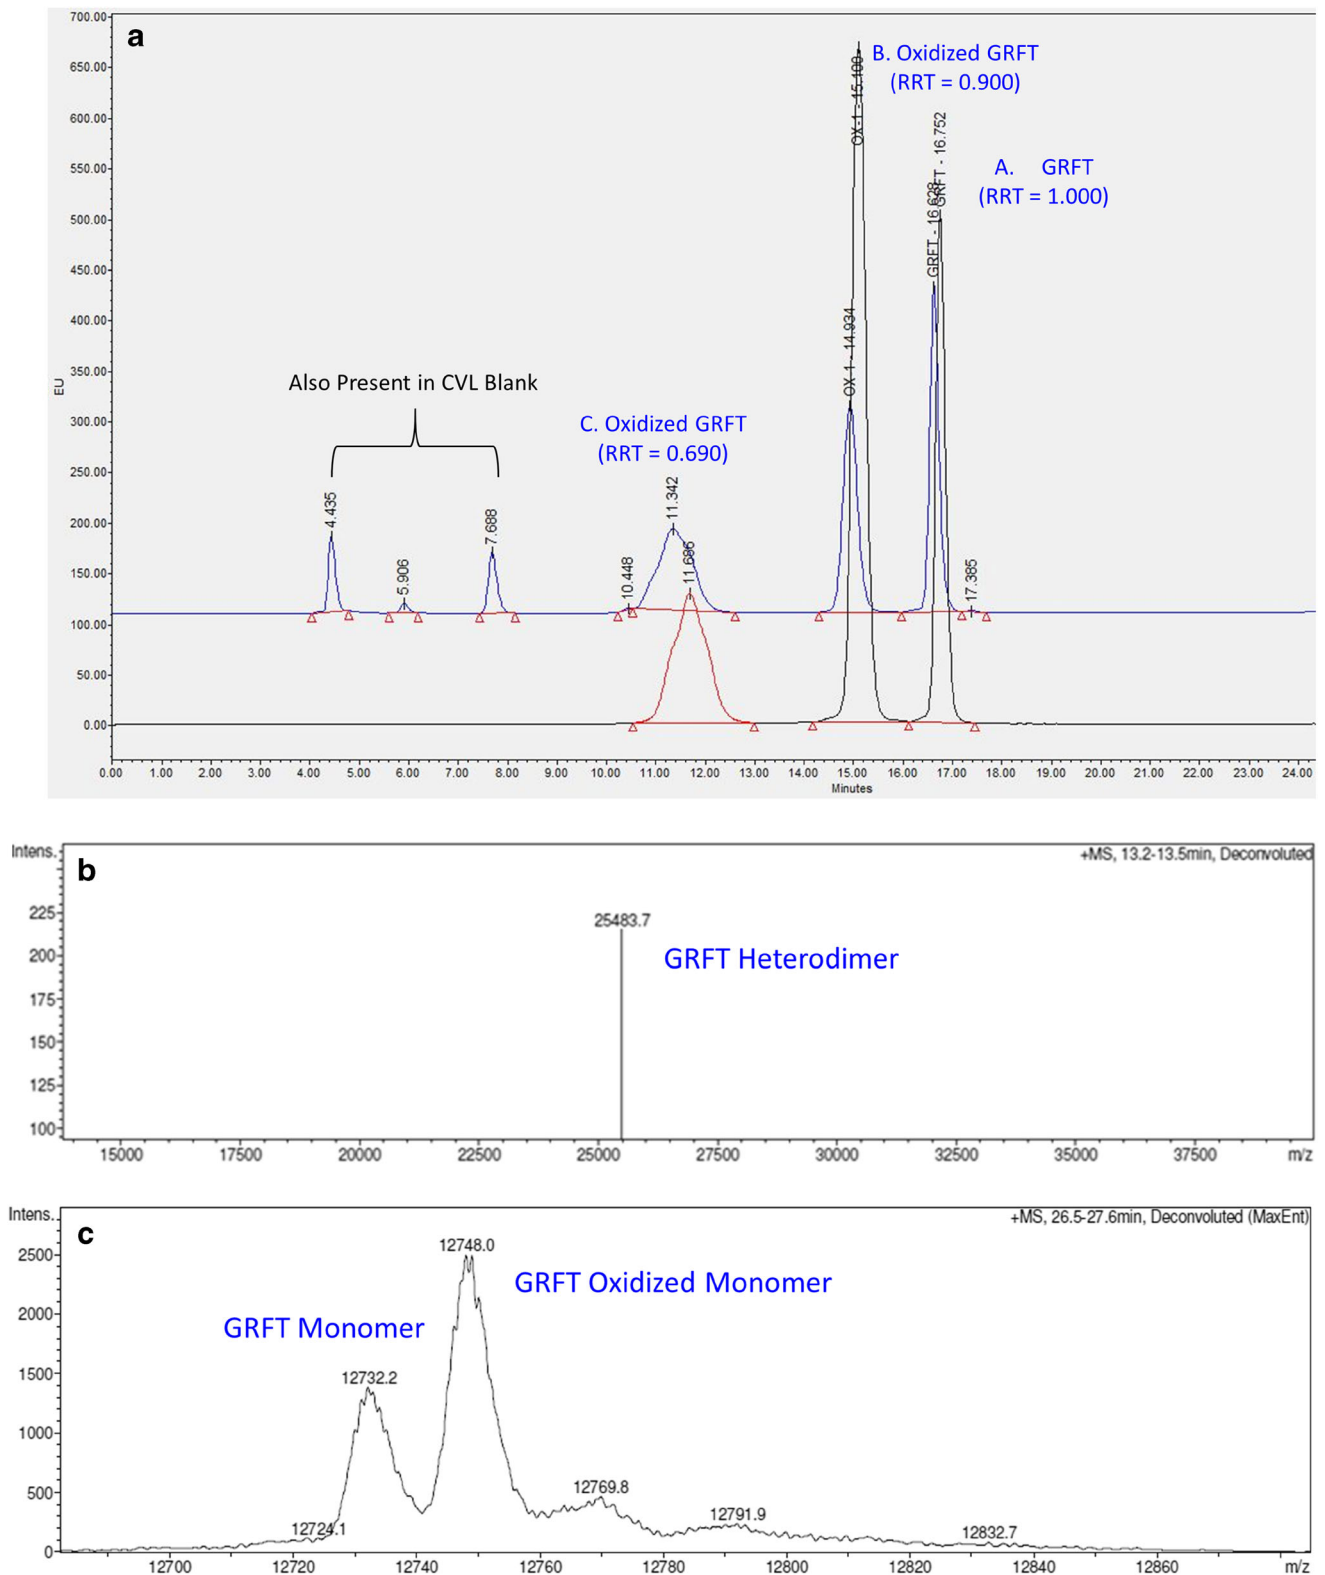 a
700.00
650.00
600.00
550.00
500.00
450.00
400.00
350.00
300.00
250.00
200.00
150.00
100.00
50.00
0.00
EU
Also Present in CVL Blank
4.435
5.906
7.688
C. Oxidized GRFT
(RRT = 0.690)
10.448
11.342
11.686
B. Oxidized GRFT
(RRT = 0.900)
OX-1 - 15.100
OX 1 - 14.934
A. GRFT
(RRT = 1.000)
GRFT - 16.628
GRFT - 16.752
17.385
0.00 1.00 2.00 3.00 4.00 5.00 6.00 7.00 8.00 9.00 10.00 11.00 12.00 13.00 14.00 15.00 16.00 17.00 18.00 19.00 20.00 21.00 22.00 23.00 24.00
Minutes
Intens.
b
+MS, 13.2-13.5min, Deconvoluted
225
200
175
150
125
100
25483.7
GRFT Heterodimer
15000 17500 20000 22500 25000 27500 30000 32500 35000 37500 m/z
Intens.
c
+MS, 26.5-27.6min, Deconvoluted (MaxEnt)
2500
2000
1500
1000
500
0
12748.0
GRFT Oxidized Monomer
GRFT Monomer
12732.2
12724.1
12769.8
12791.9
12832.7
12700 12720 12740 12760 12780 12800 12820 12840 12860 m/z